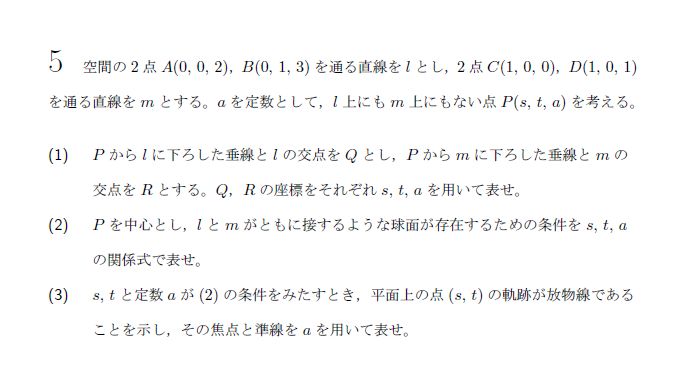 5 空間の 2 点 A(0, 0, 2)，B(0, 1, 3) を通る直線を l とし，2 点 C(1, 0, 0)，D(1, 0, 1)
を通る直線を m とする。a を定数として，l 上にも m 上にもない点 P(s, t, a) を考える。
(1) P から l に下ろした垂線と l の交点を Q とし，P から m に下ろした垂線と m の
交点を R とする。Q，R の座標をそれぞれ s, t, a を用いて表せ。
(2) P を中心とし，l と m がともに接するような球面が存在するための条件を s, t, a
の関係式で表せ。
(3) s, t と定数 a が (2) の条件をみたすとき，平面上の点 (s, t) の軌跡が放物線である
ことを示し，その焦点と準線を a を用いて表せ。